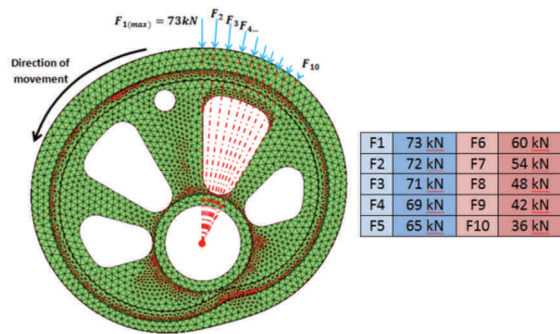 F1(max) = 73kN
F2
F3
F4..
F10
Direction of
movement
F1 73 kN F6 60 kN
F2 72 kN F7 54 kN
F3 71 kN F8 48 kN
F4 69 kN F9 42 kN
F5 65 kN F10 36 kN